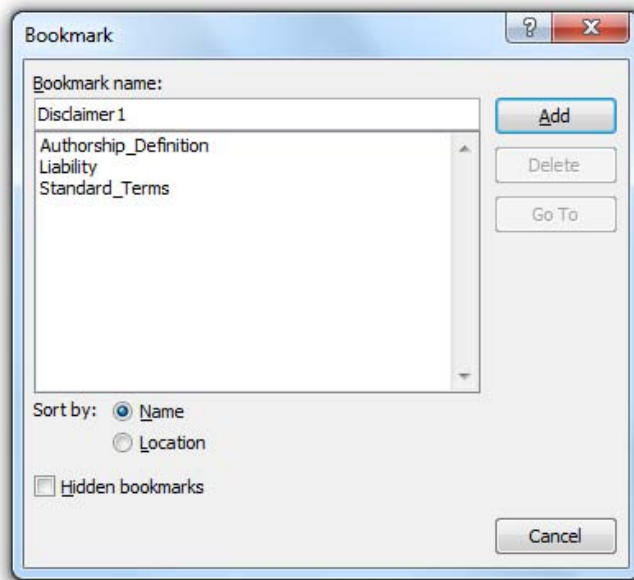 Bookmark
Bookmark name:
Disclaimer1
Add
Authorship_Definition
Liability
Standard_Terms
Delete
Go To
Sort by:
Name
Location
Hidden bookmarks
Cancel